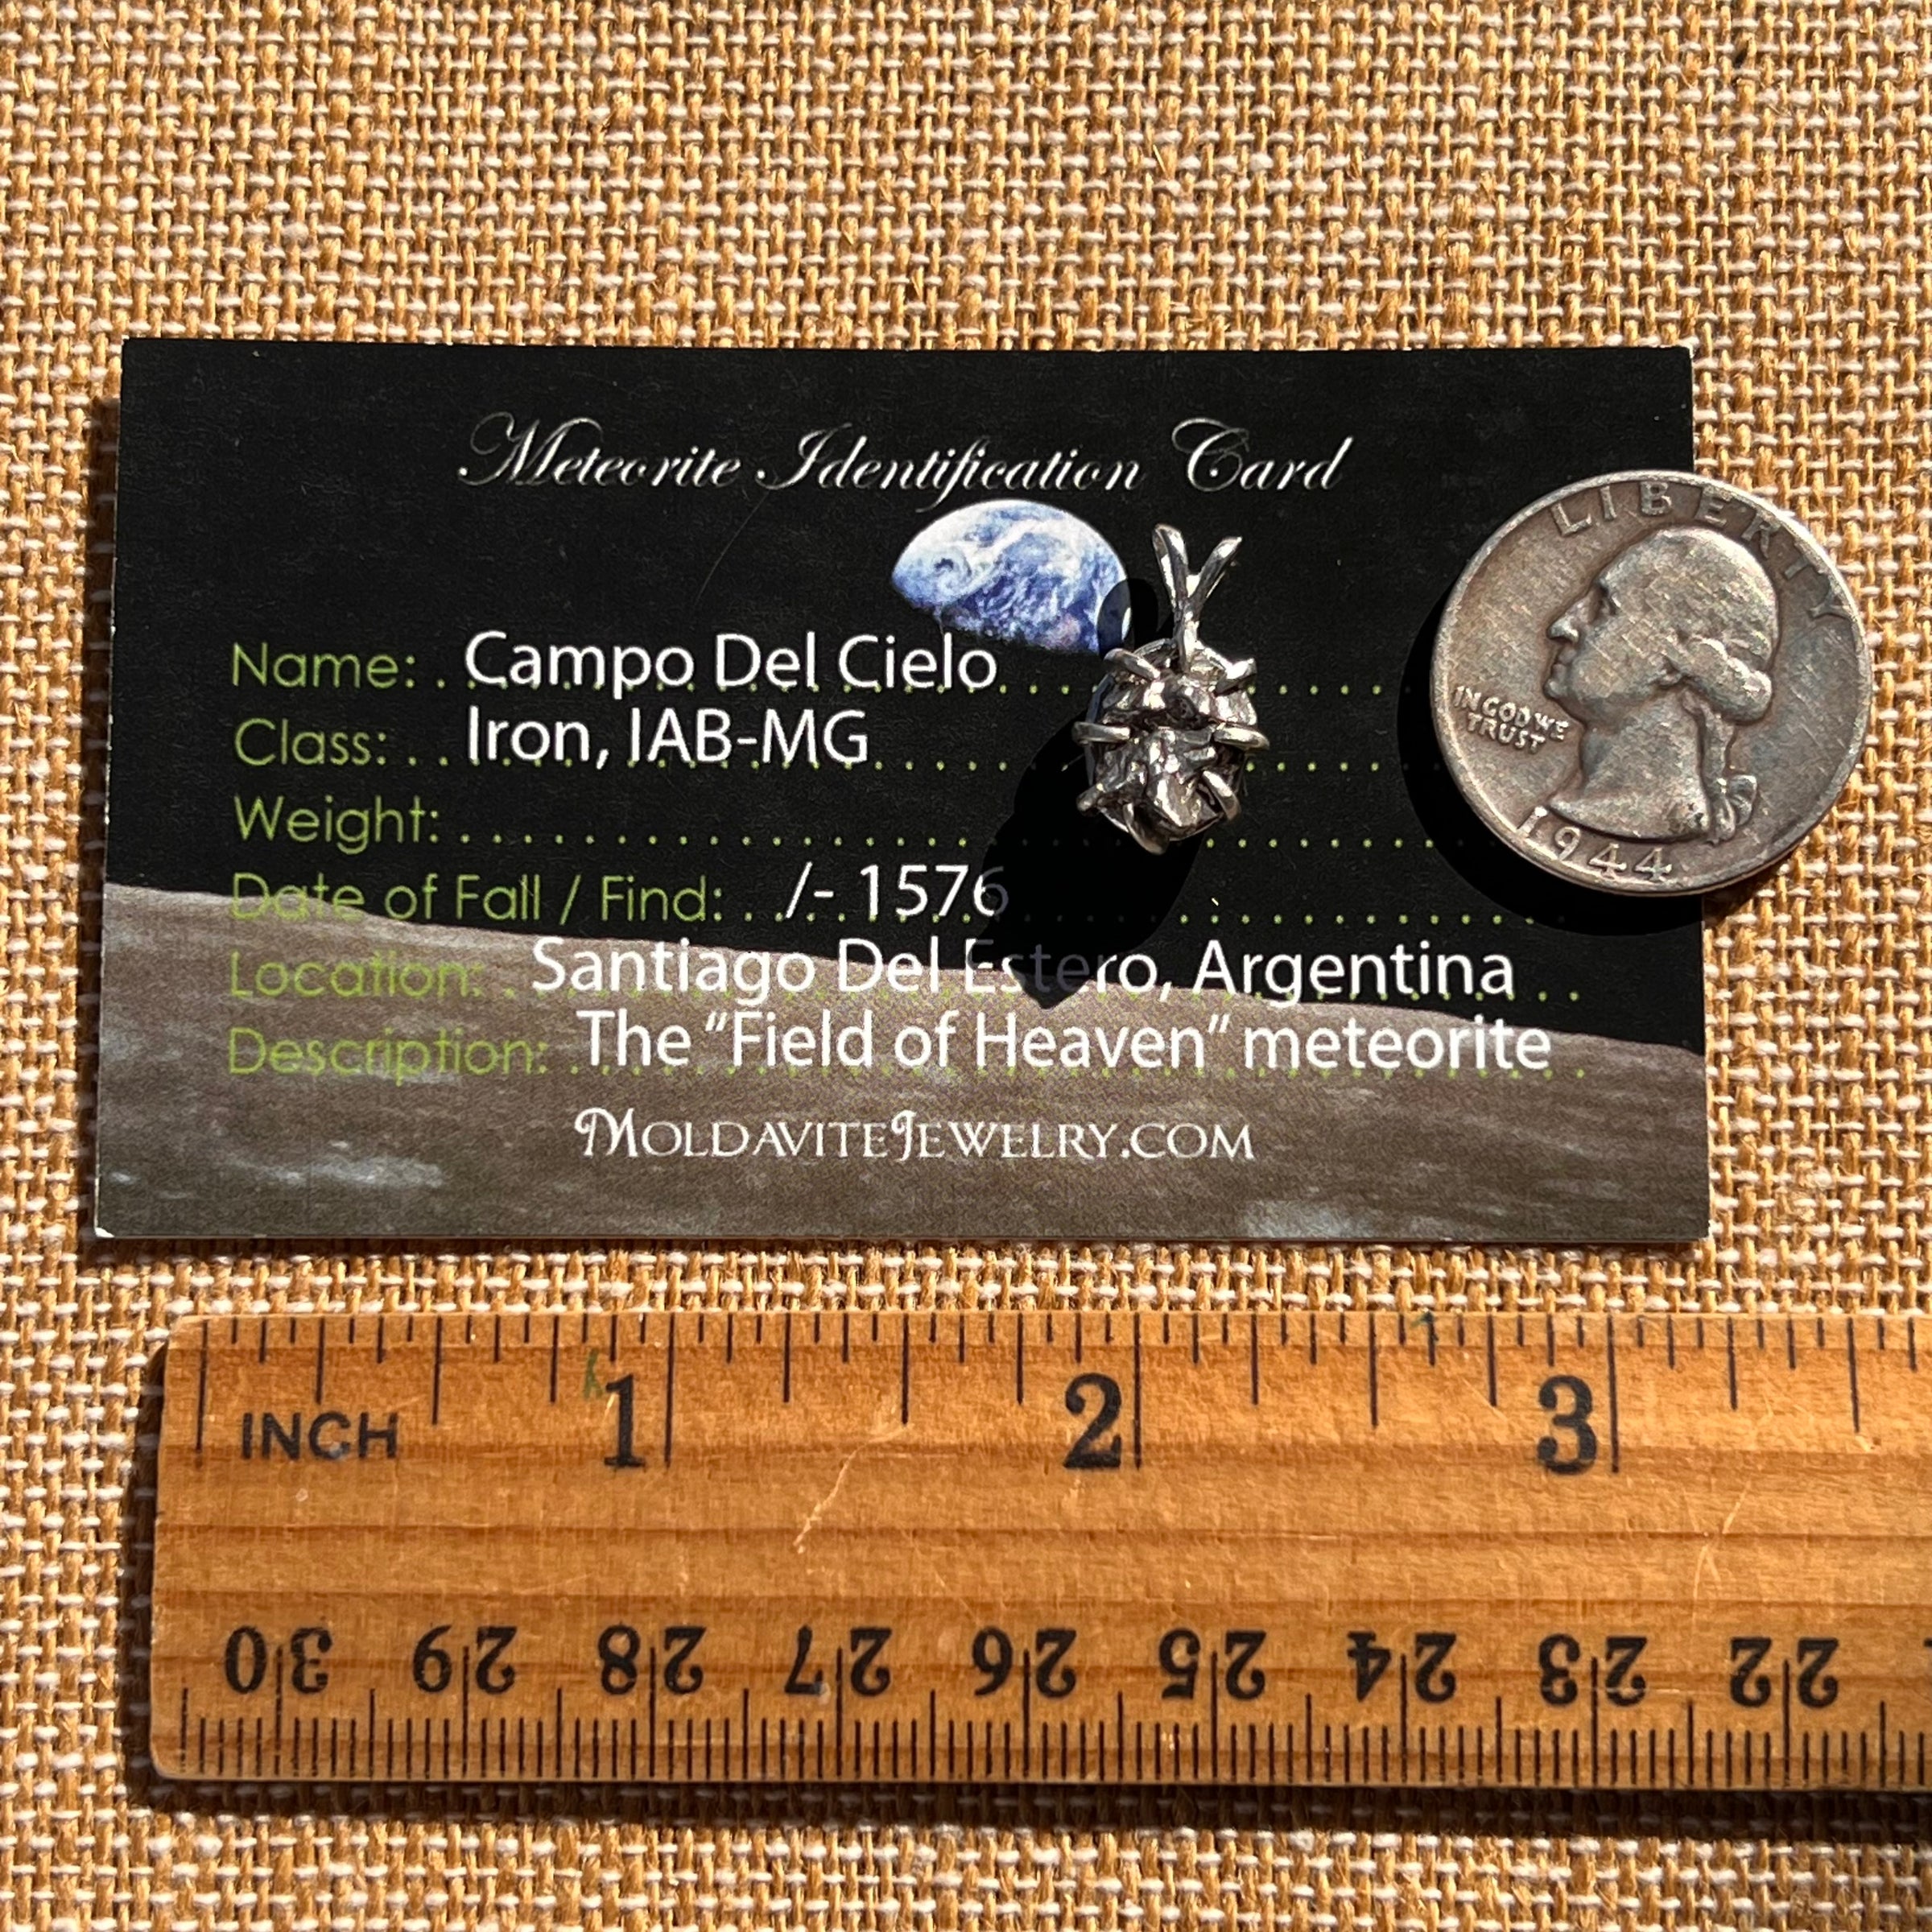 Meteorite Identification Card
LIBERTY
IN GOD WE
TRUST
1944
Name: Campo Del Cielo
Class: Iron, IAB-MG
Weight:
Date of Fall / Find: /- 1576
Location: Santiago Del Estero, Argentina
Description: The “Field of Heaven” meteorite
MOLDAVITEJEWELRY.COM
INCH 1 2 3
30 29 28 27 26 25 24 23 22